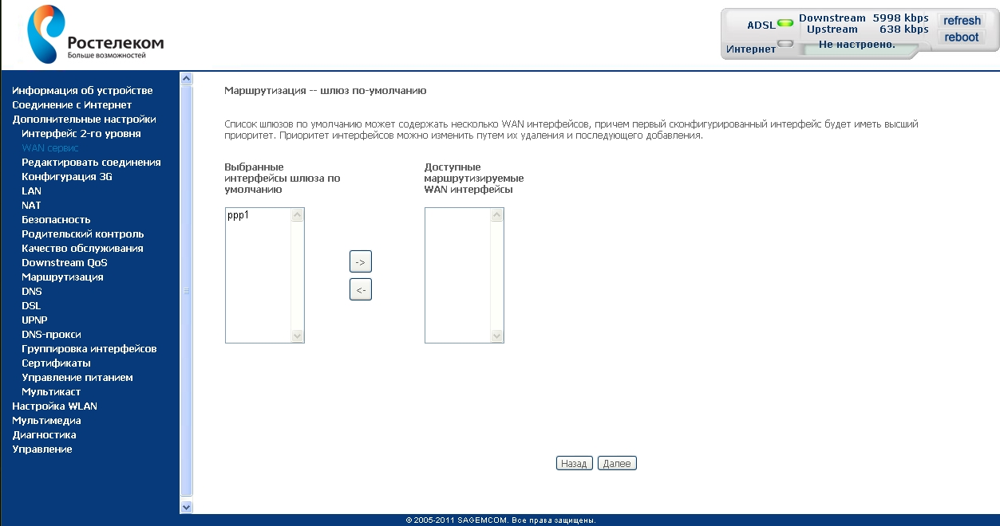 Ростелеком
Больше возможностей
ADSL
Downstream 5998 kbps
Upstream 638 kbps
refresh
Интернет
Не настроено.
reboot
Информация об устройстве
Соединение с Интернет
Дополнительные настройки
Интерфейс 2-го уровня
WAN сервис
Редактировать соединения
Конфигурация 3G
LAN
NAT
Безопасность
Родительский контроль
Качество обслуживания
Downstream QoS
Маршрутизация
DNS
DSL
UPNP
DNS-прокси
Группировка интерфейсов
Сертификаты
Управление питанием
Мультикаст
Настройка WLAN
Мультимедиа
Диагностика
Управление
Маршрутизация -- шлюз по-умолчанию
Список шлюзов по умолчанию может содержать несколько WAN интерфейсов, причем первый сконфигурированный интерфейс будет иметь высший
приоритет. Приоритет интерфейсов можно изменить путем их удаления и последующего добавления.
Выбранные
интерфейсы шлюза по
умолчанию
Доступные
маршрутизируемые
WAN интерфейсы
ppp1
->
<-
Назад Далее
© 2005-2011 SAGEMCOM. Все права защищены.